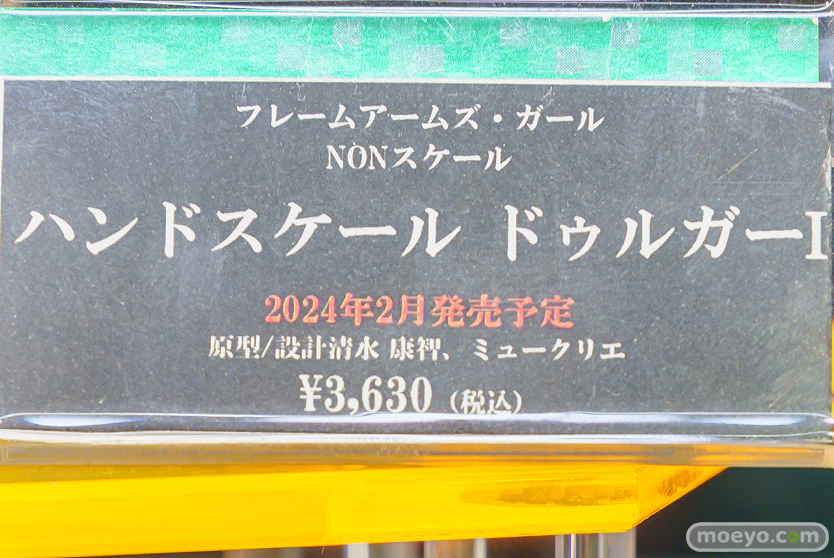 フレームアームズ・ガール
NONスケール
ハンドスケール ドゥルガーI
2024年2月発売予定
原型/設計清水 康智、ミュークリエ
¥3,630 (税込)
moeyo.com